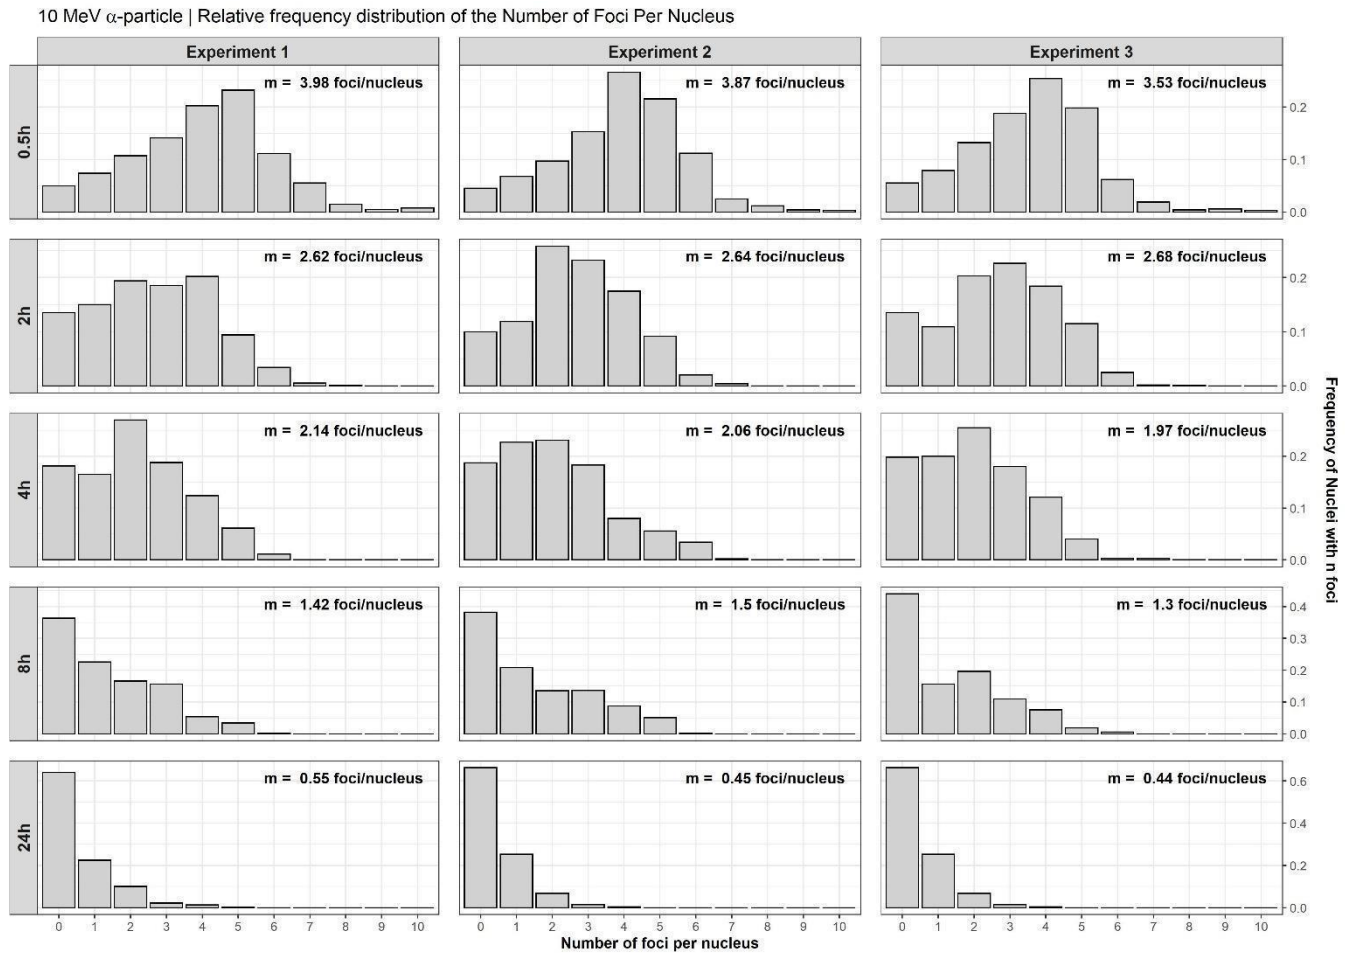 10 MeV α-particle | Relative frequency distribution of the Number of Foci Per Nucleus
Experiment 1
Experiment 2
Experiment 3
0.5h
m = 3.98 foci/nucleus
m = 3.87 foci/nucleus
m = 3.53 foci/nucleus
0.2
0.1
0.0
2h
m = 2.62 foci/nucleus
m = 2.64 foci/nucleus
m = 2.68 foci/nucleus
0.2
0.1
0.0
4h
m = 2.14 foci/nucleus
m = 2.06 foci/nucleus
m = 1.97 foci/nucleus
0.2
0.1
0.0
8h
m = 1.42 foci/nucleus
m = 1.5 foci/nucleus
m = 1.3 foci/nucleus
0.4
0.3
0.2
0.1
0.0
24h
m = 0.55 foci/nucleus
m = 0.45 foci/nucleus
m = 0.44 foci/nucleus
0.6
0.4
0.2
0.0
Frequency of Nuclei with n foci
0 1 2 3 4 5 6 7 8 9 10
0 1 2 3 4 5 6 7 8 9 10
0 1 2 3 4 5 6 7 8 9 10
Number of foci per nucleus